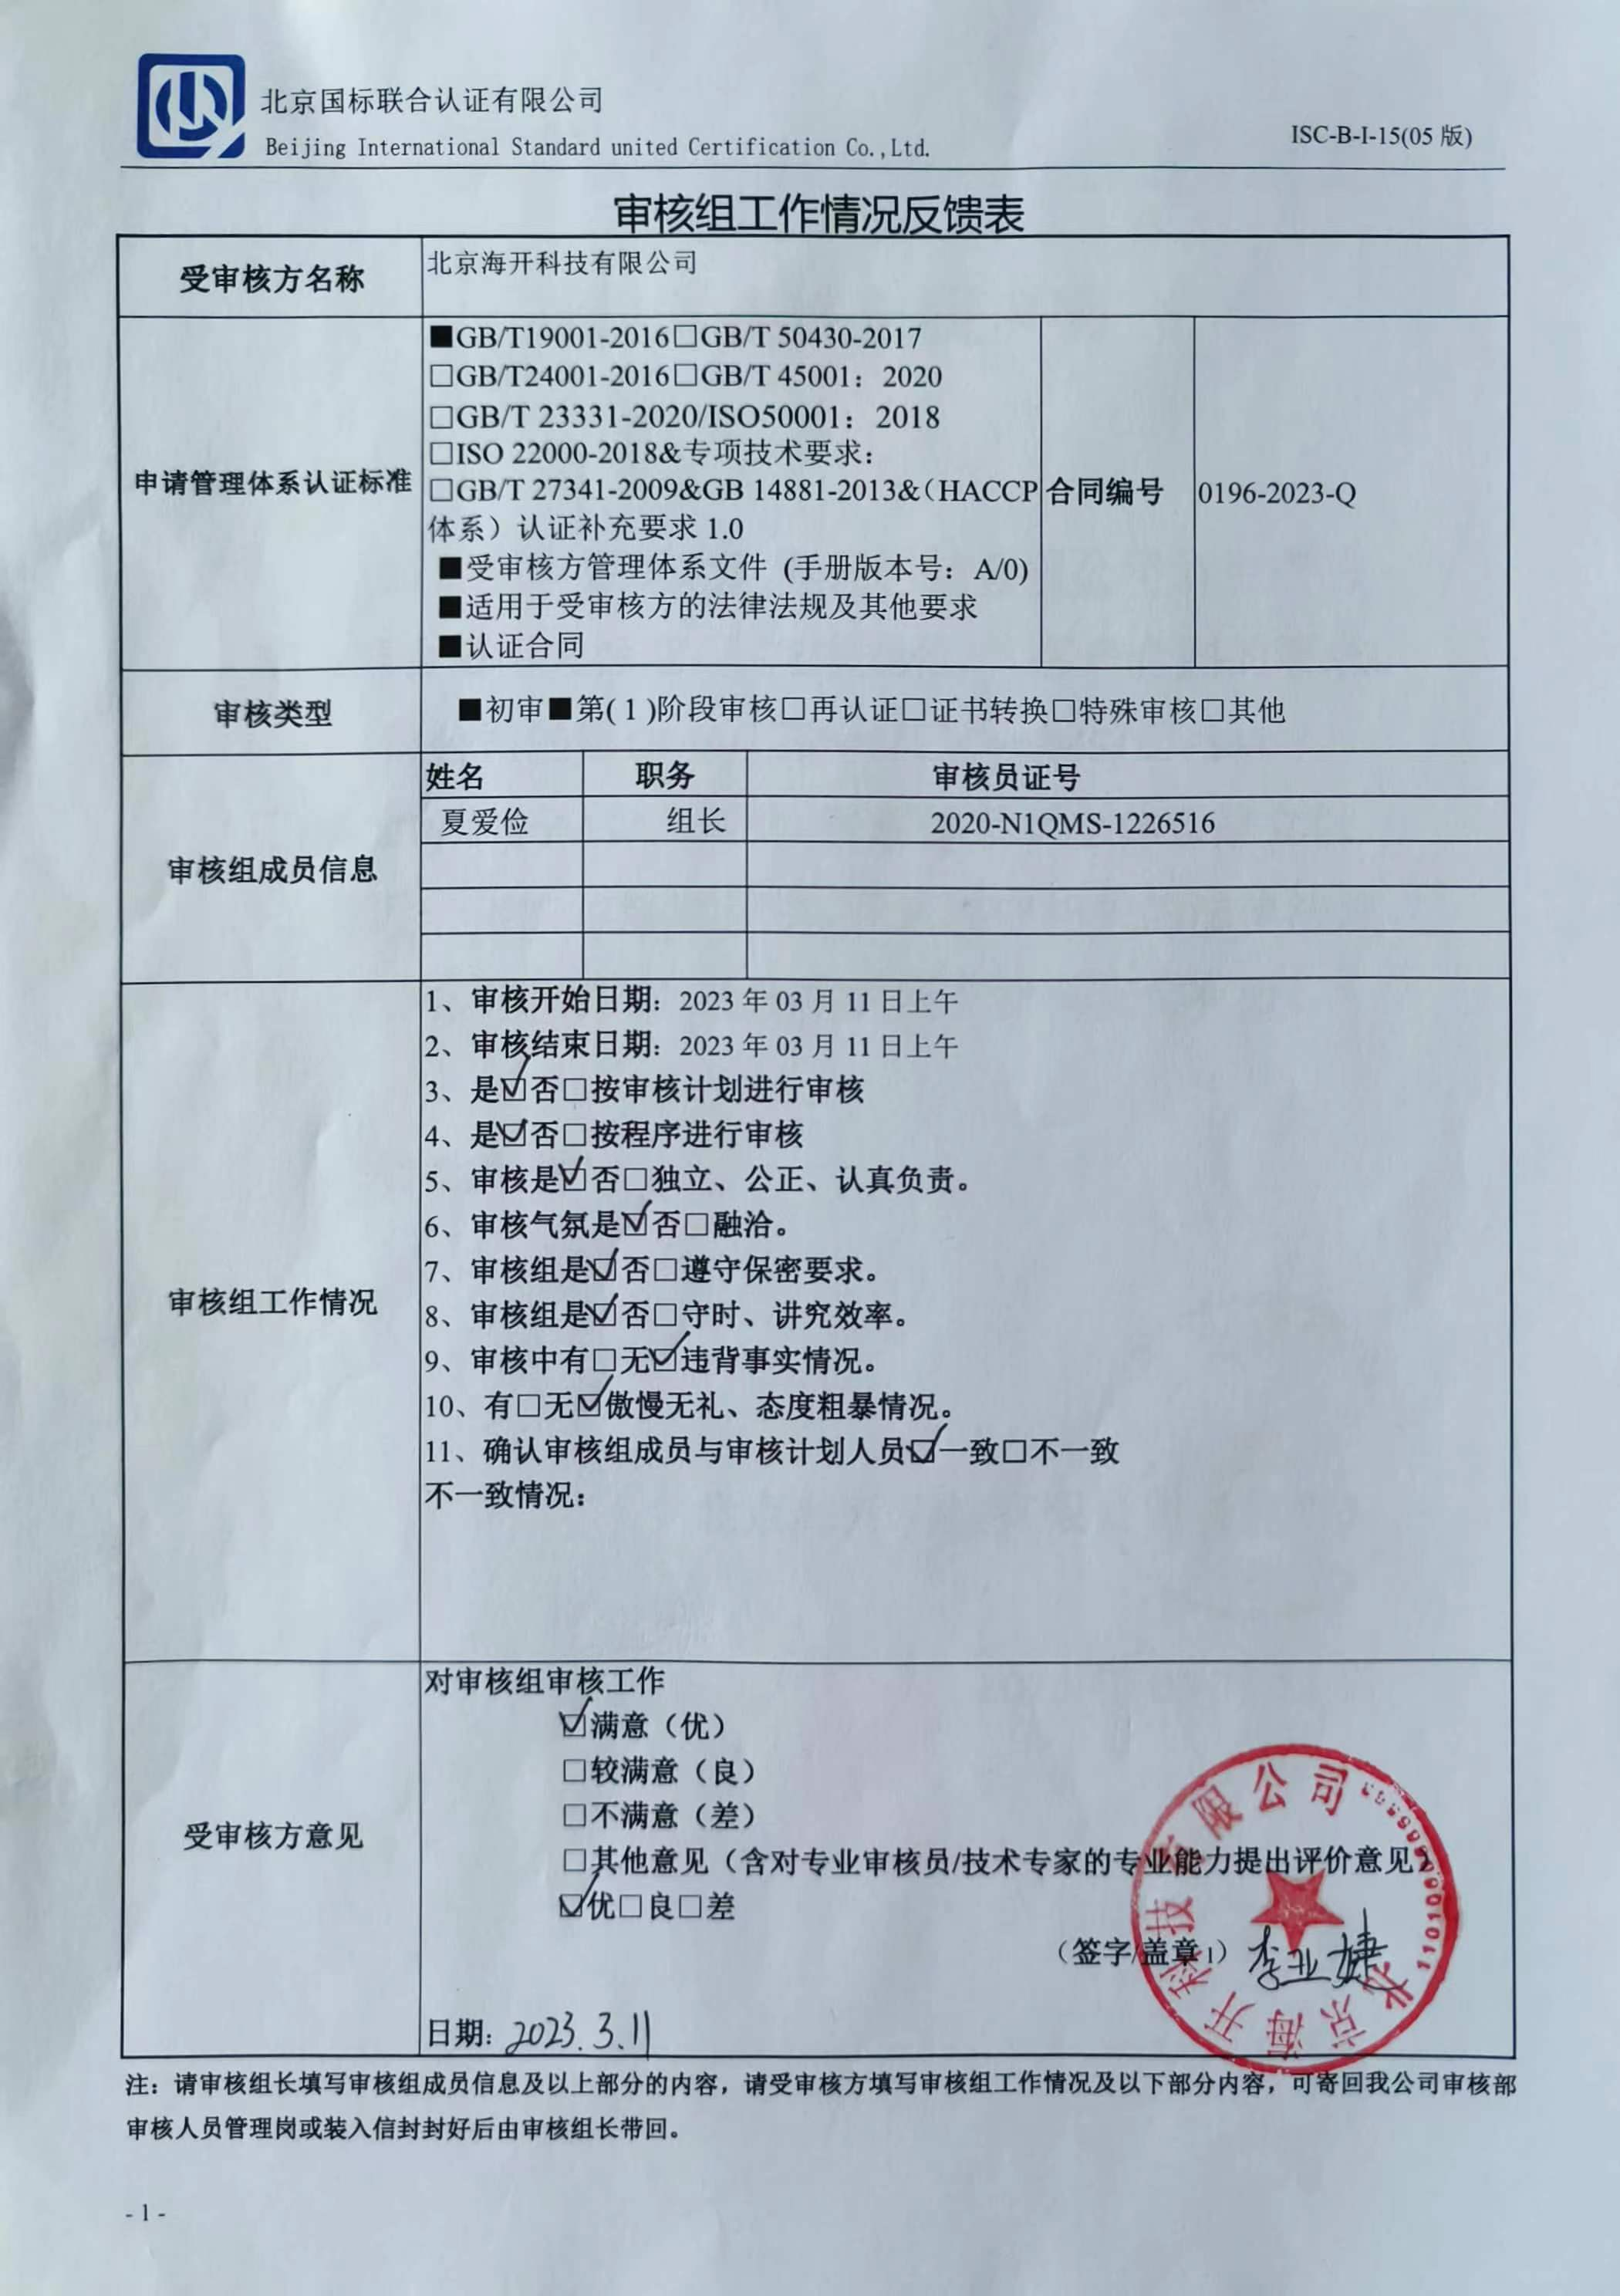 北京国标联合认证有限公司
Beijing International Standard united Certification Co.,Ltd.
ISC-B-I-15(05 版)
审核组工作情况反馈表
受审核方名称
北京海开科技有限公司
申请管理体系认证标准
■GB/T19001-2016□GB/T 50430-2017
□GB/T24001-2016□GB/T 45001：2020
□GB/T 23331-2020/ISO50001：2018
□ISO 22000-2018&专项技术要求：
□GB/T 27341-2009&GB 14881-2013&（HACCP
体系）认证补充要求 1.0
■受审核方管理体系文件 (手册版本号：A/0)
■适用于受审核方的法律法规及其他要求
■认证合同
合同编号
0196-2023-Q
审核类型
■初审■第( 1 )阶段审核□再认证□证书转换□特殊审核□其他
审核组成员信息
姓名 职务 审核员证号
夏爱俭 组长 2020-N1QMS-1226516
审核组工作情况
1、审核开始日期：2023 年 03 月 11 日上午
2、审核结束日期：2023 年 03 月 11 日上午
3、是☑否□按审核计划进行审核
4、是☑否□按程序进行审核
5、审核是☑否□独立、公正、认真负责。
6、审核气氛是☑否□融洽。
7、审核组是☑否□遵守保密要求。
8、审核组是☑否□守时、讲究效率。
9、审核中有□无☑违背事实情况。
10、有□无☑傲慢无礼、态度粗暴情况。
11、确认审核组成员与审核计划人员☑一致□不一致
不一致情况：
受审核方意见
对审核组审核工作
☑满意（优）
□较满意（良）
□不满意（差）
□其他意见（含对专业审核员/技术专家的专业能力提出评价意见）
☑优□良□差
（签字/盖章）李亚婕
北京海开科技有限公司
日期：2023.3.11
注：请审核组长填写审核组成员信息及以上部分的内容，请受审核方填写审核组工作情况及以下部分内容，可寄回我公司审核部
审核人员管理岗或装入信封封好后由审核组长带回。
- 1 -